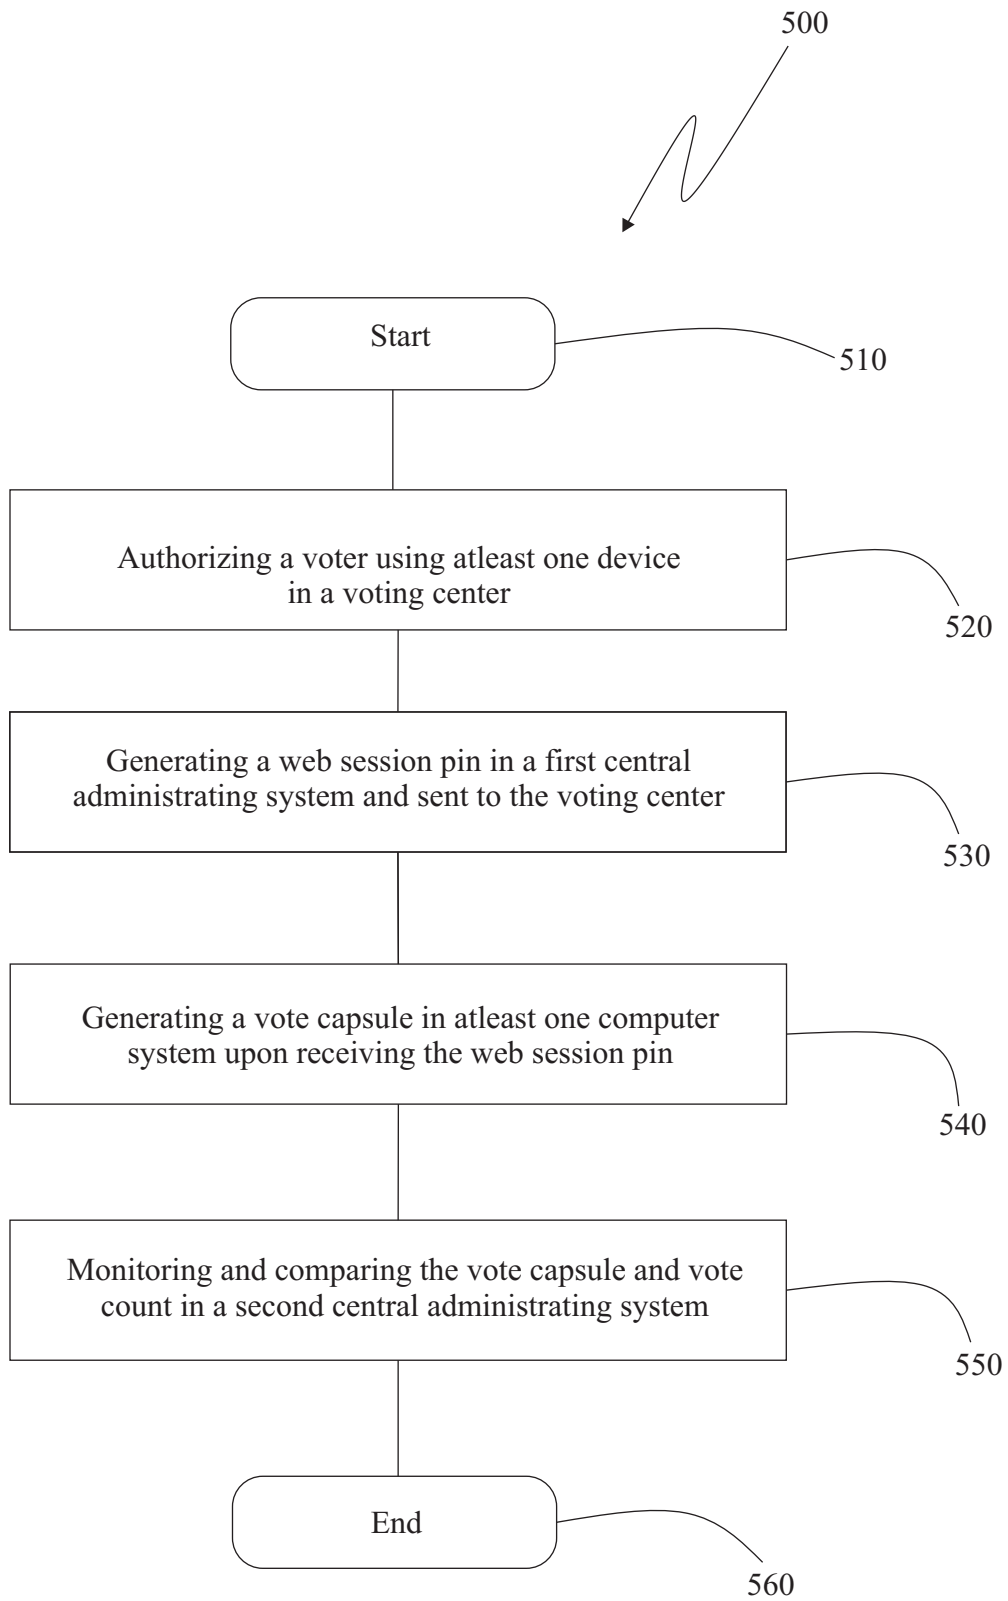 500
Start
510
Authorizing a voter using atleast one device
in a voting center
520
Generating a web session pin in a first central
administrating system and sent to the voting center
530
Generating a vote capsule in atleast one computer
system upon receiving the web session pin
540
Monitoring and comparing the vote capsule and vote
count in a second central administrating system
550
End
560